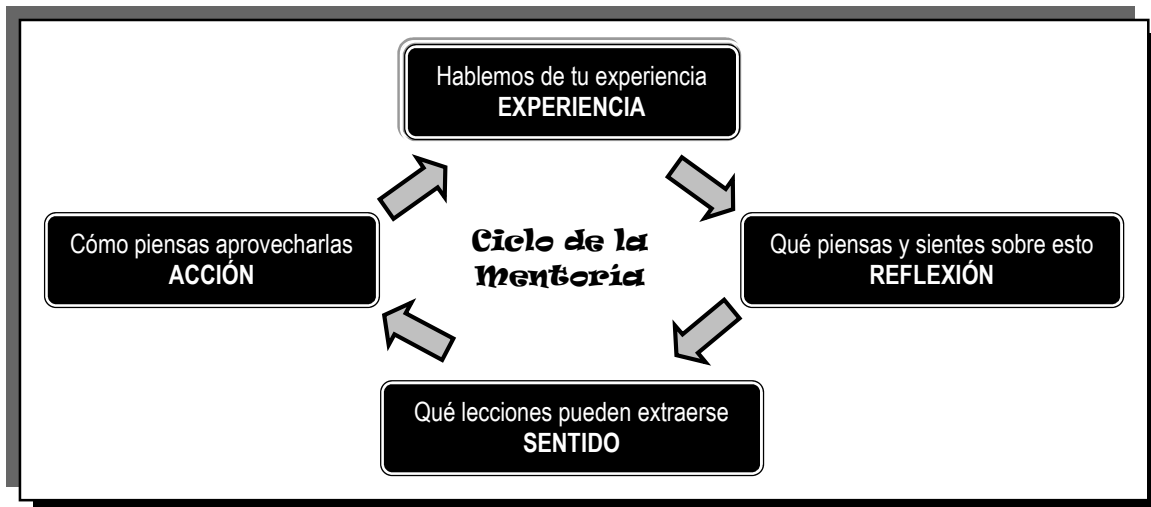 Hablemos de tu experiencia
EXPERIENCIA
Cómo piensas aprovecharlas
ACCIÓN
Ciclo de la
Mentoria
Qué piensas y sientes sobre esto
REFLEXIÓN
Qué lecciones pueden extraerse
SENTIDO